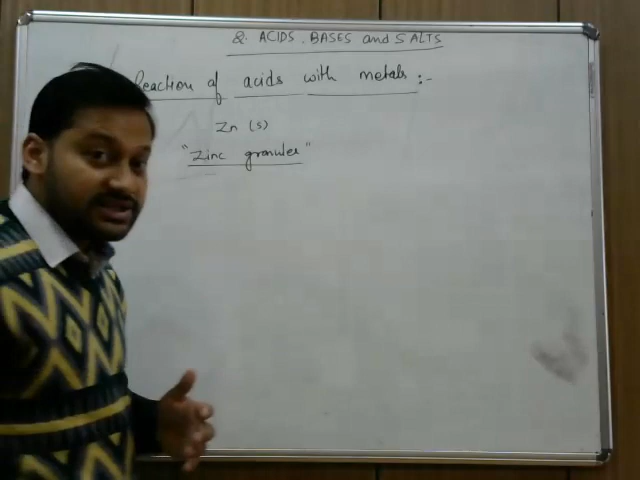 2. ACIDS, BASES and SALTS
Reaction of acids with metals :-
Zn (s)
"Zinc granules"